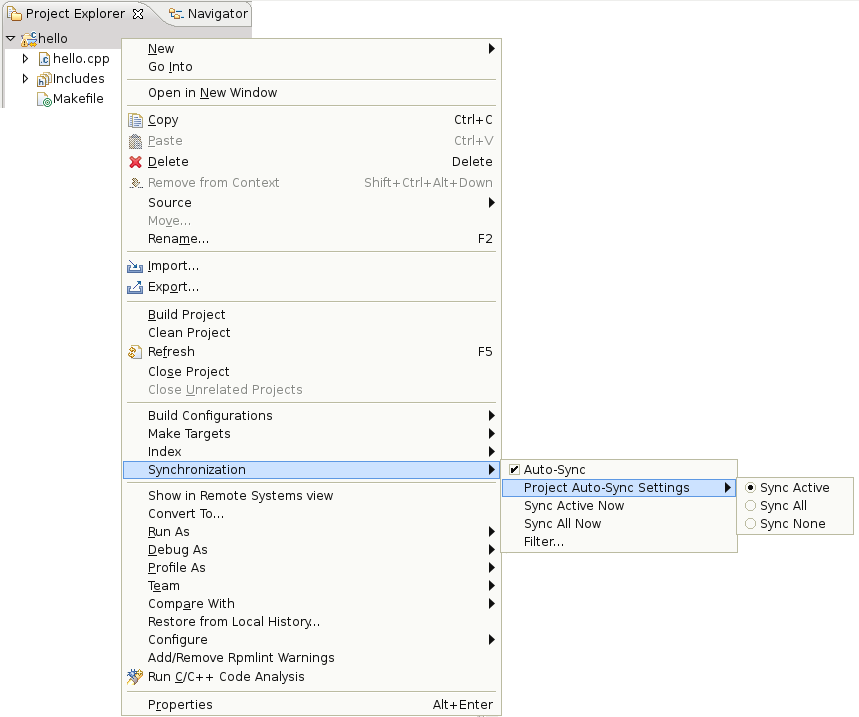 Project Explorer Navigator
hello
hello.cpp
Includes
Makefile
New
Go Into
Open in New Window
Copy Ctrl+C
Paste Ctrl+V
Delete Delete
Remove from Context Shift+Ctrl+Alt+Down
Source
Move...
Rename... F2
Import...
Export...
Build Project
Clean Project
Refresh F5
Close Project
Close Unrelated Projects
Build Configurations
Make Targets
Index
Synchronization
Show in Remote Systems view
Convert To...
Run As
Debug As
Profile As
Team
Compare With
Restore from Local History...
Configure
Add/Remove Rpmlint Warnings
Run C/C++ Code Analysis
Properties Alt+Enter
Auto-Sync
Project Auto-Sync Settings
Sync Active Now
Sync All Now
Filter...
Sync Active
Sync All
Sync None